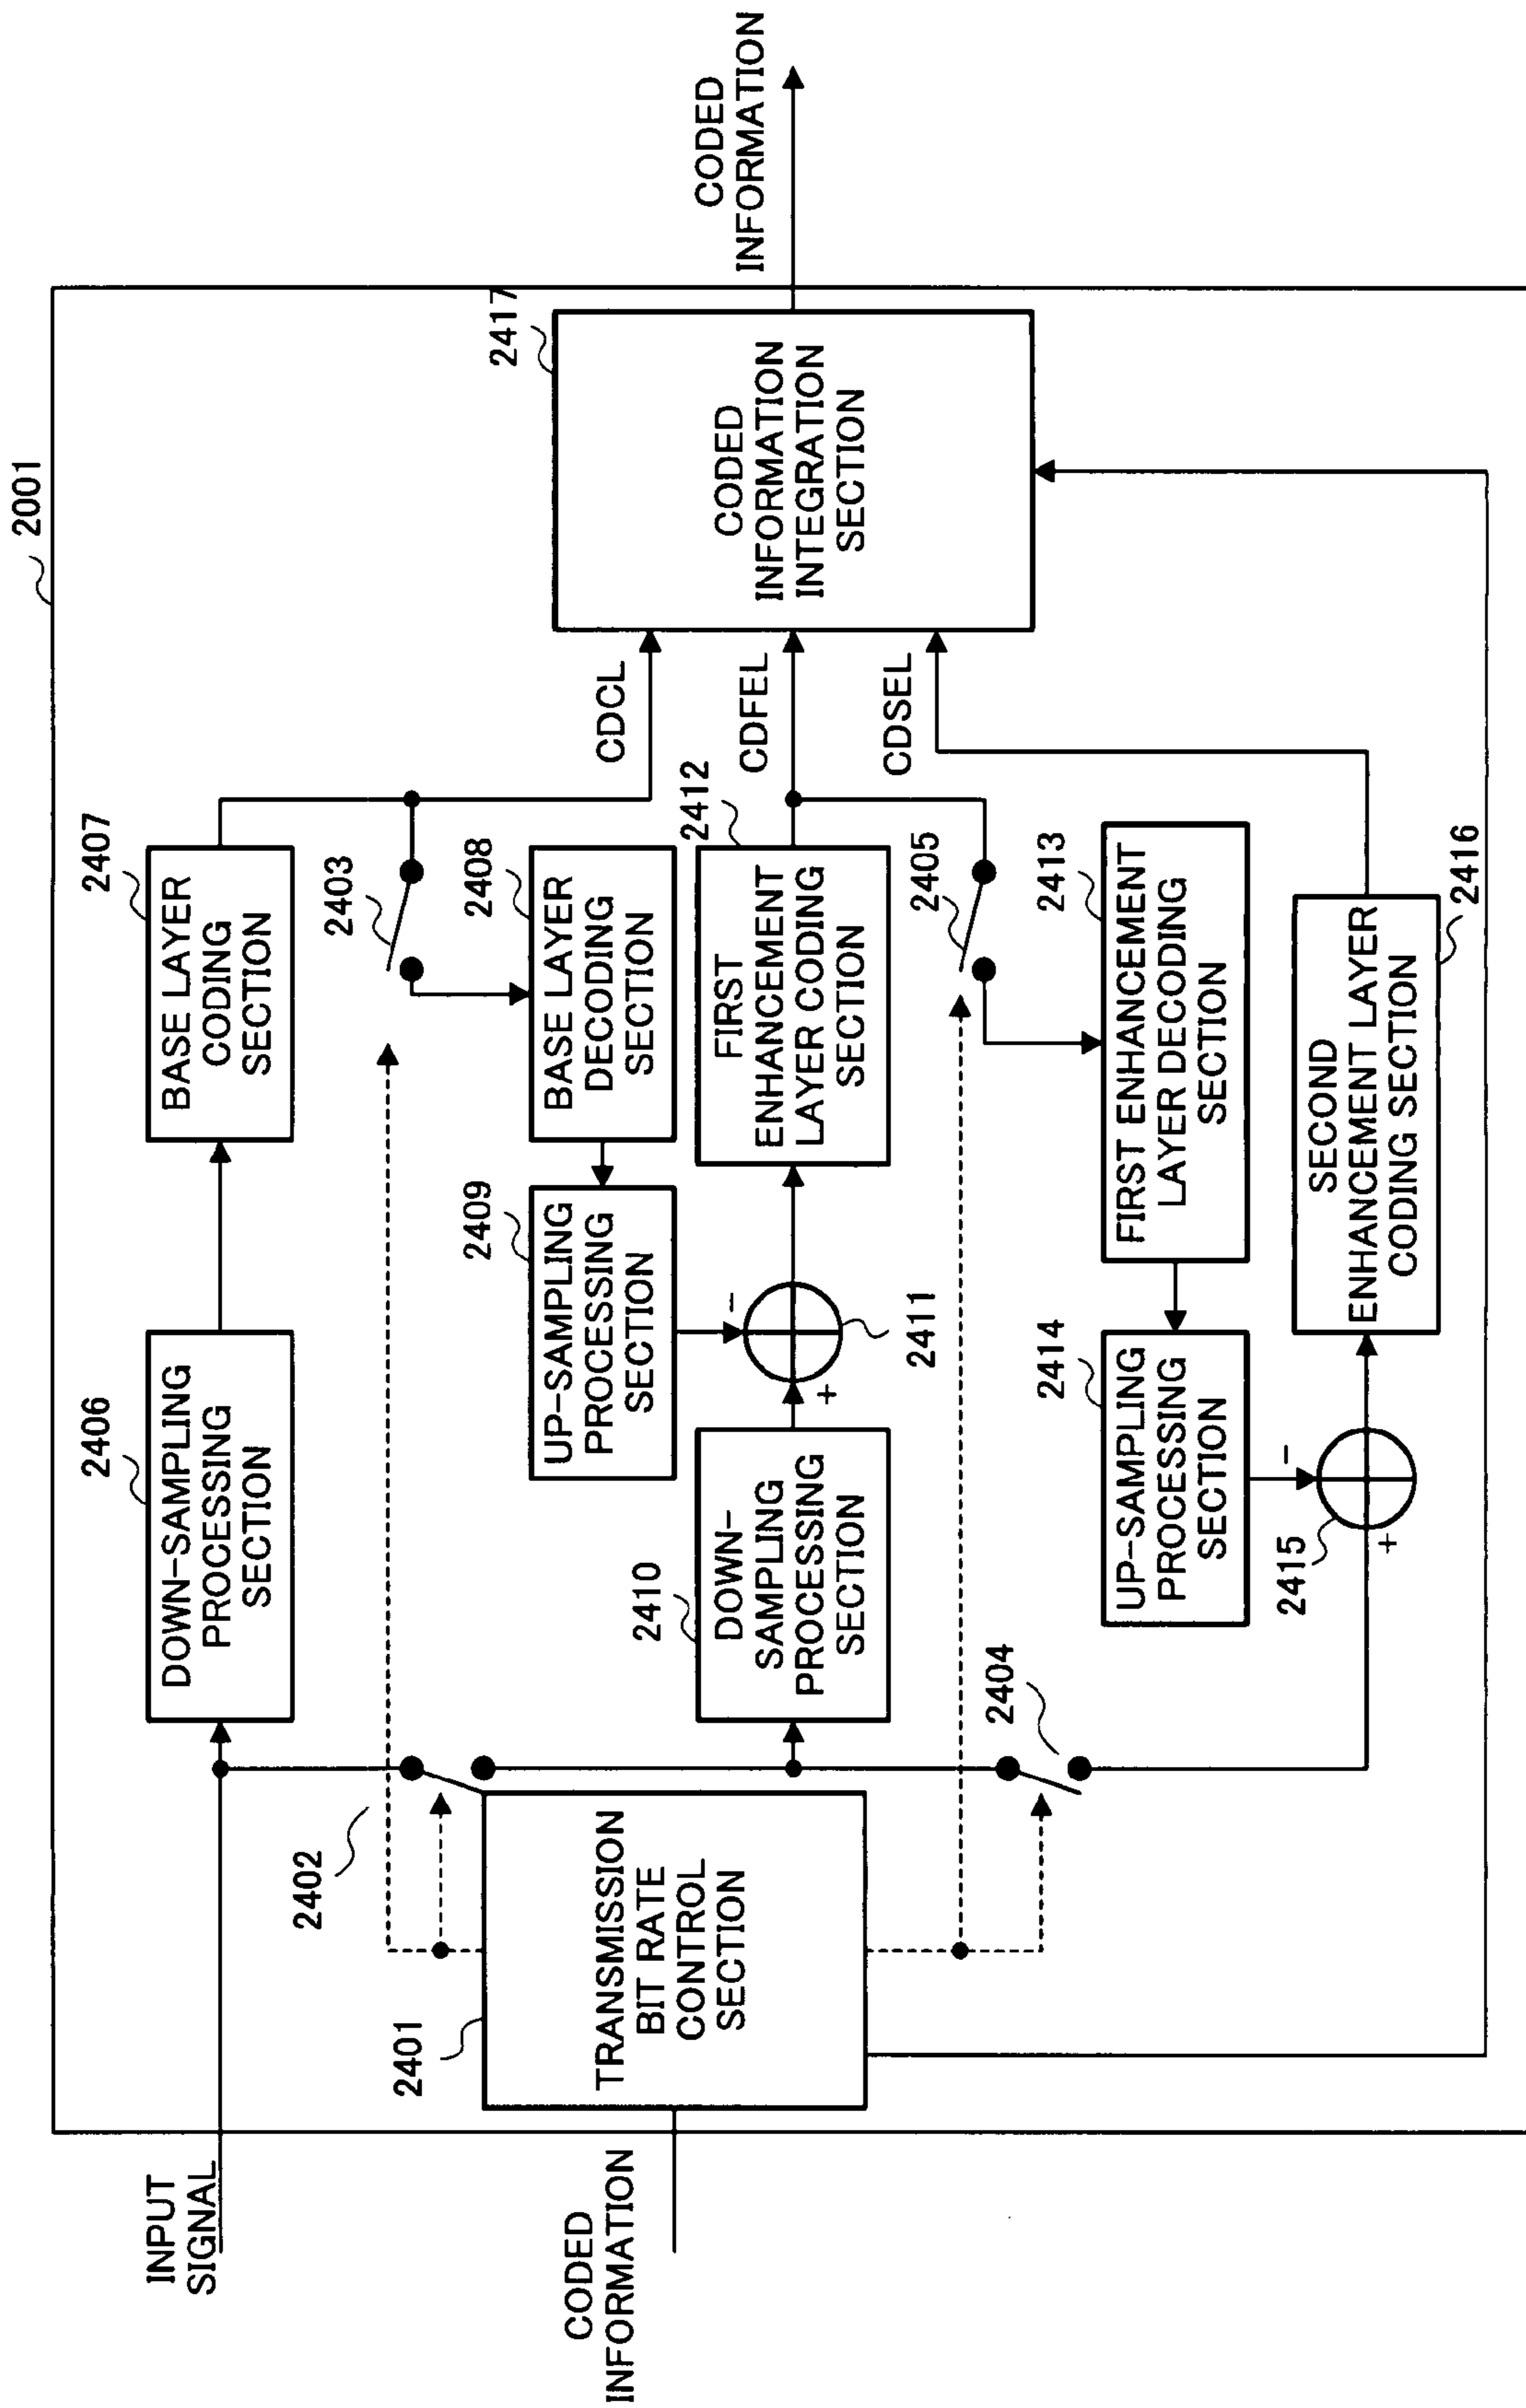 2001
INPUT
SIGNAL
2406
DOWN-SAMPLING
PROCESSING
SECTION
2407
BASE LAYER
CODING
SECTION
2402
2403
CDCL
2417
CODED
INFORMATION
INTEGRATION
SECTION
CODED
INFORMATION
2408
BASE LAYER
DECODING
SECTION
2409
UP-SAMPLING
PROCESSING
SECTION
-
+
2411
CODED
INFORMATION
2401
TRANSMISSION
BIT RATE
CONTROL
SECTION
2410
DOWN-
SAMPLING
PROCESSING
SECTION
2412
FIRST
ENHANCEMENT
LAYER CODING
SECTION
CDFEL
CDSEL
2404
2405
2413
FIRST ENHANCEMENT
LAYER DECODING
SECTION
2414
UP-SAMPLING
PROCESSING
SECTION
2415
-
+
SECOND
ENHANCEMENT LAYER
CODING SECTION
2416